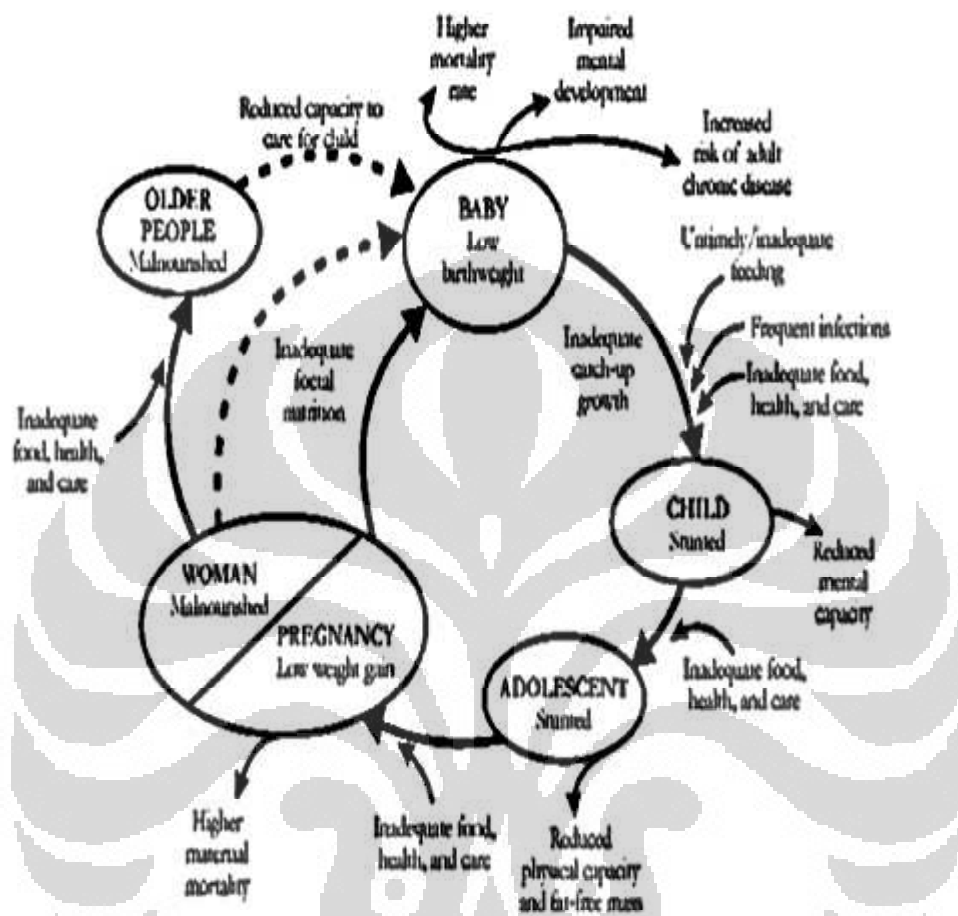 Higher
mortality
rate
Impaired
mental
development
Reduced capacity to
care for child
Increased
risk of adult
chronic disease
OLDER
PEOPLE
Malnourished
BABY
Low
birthweight
Untimely/inadequate
feeding
Frequent infections
Inadequate food,
health, and care
Inadequate
catch-up
growth
Inadequate
foetal
nutrition
Inadequate
food, health,
and care
CHILD
Stunted
Reduced
mental
capacity
WOMAN
Malnourished
PREGNANCY
Low weight gain
ADOLESCENT
Stunted
Inadequate food,
health, and care
Higher
maternal
mortality
Inadequate food,
health, and care
Reduced
physical capacity
and fat-free mass